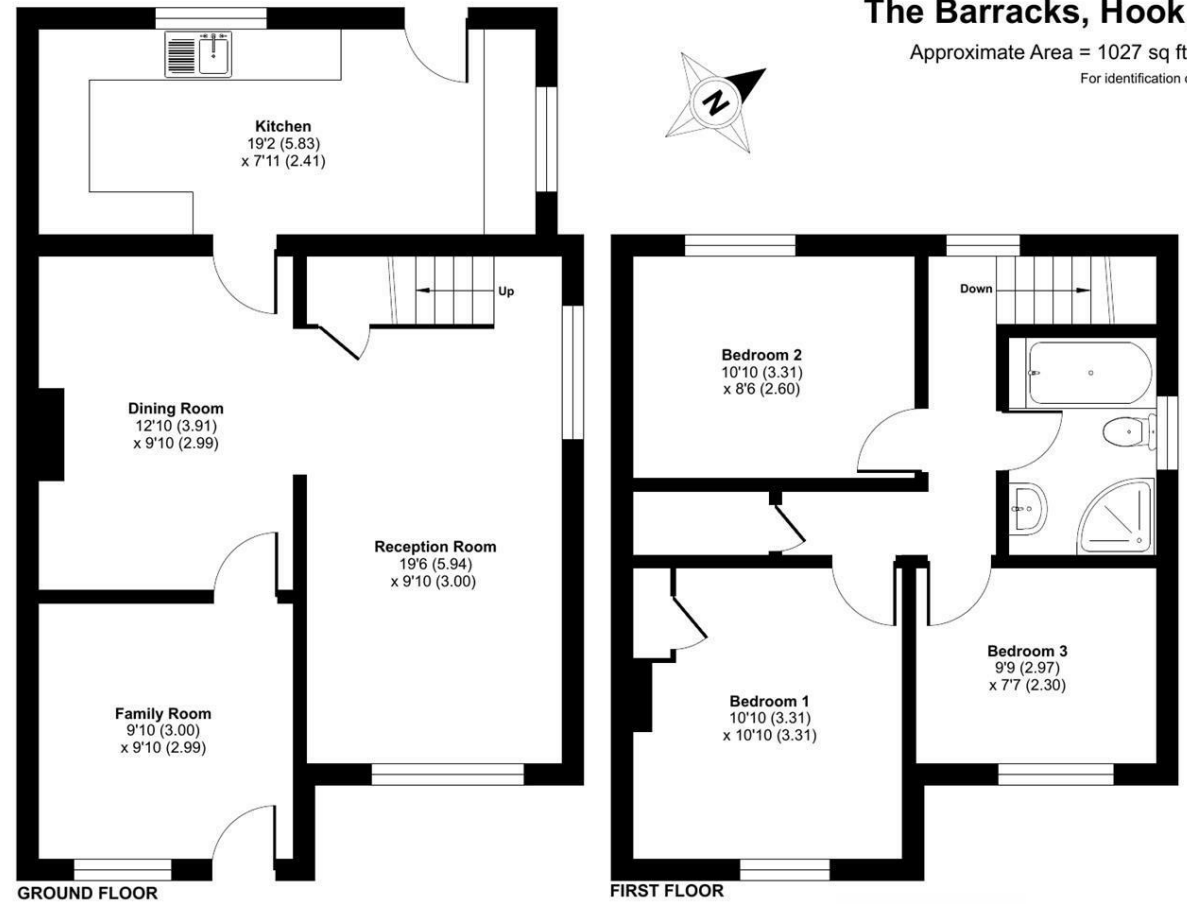 The Barracks, Hook,
Approximate Area = 1027 sq ft
For identification
N
Kitchen
19'2 (5.83)
x 7'11 (2.41)
Up
Dining Room
12'10 (3.91)
x 9'10 (2.99)
Reception Room
19'6 (5.94)
x 9'10 (3.00)
Family Room
9'10 (3.00)
x 9'10 (2.99)
GROUND FLOOR
Down
Bedroom 2
10'10 (3.31)
x 8'6 (2.60)
Bedroom 3
9'9 (2.97)
x 7'7 (2.30)
Bedroom 1
10'10 (3.31)
x 10'10 (3.31)
FIRST FLOOR